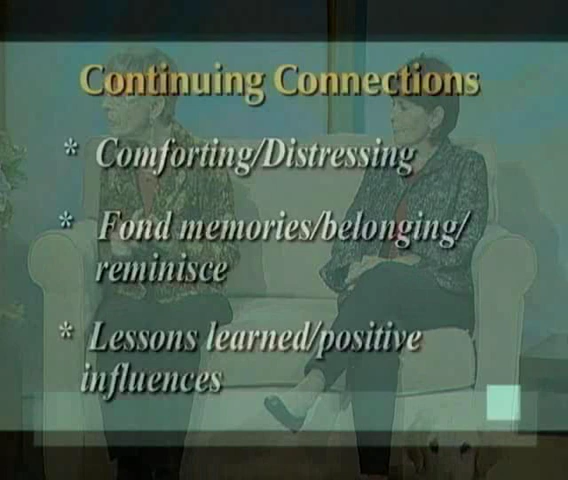 Continuing Connections
* Comforting/Distressing
* Fond memories/belonging/
reminisce
* Lessons learned/positive
influences